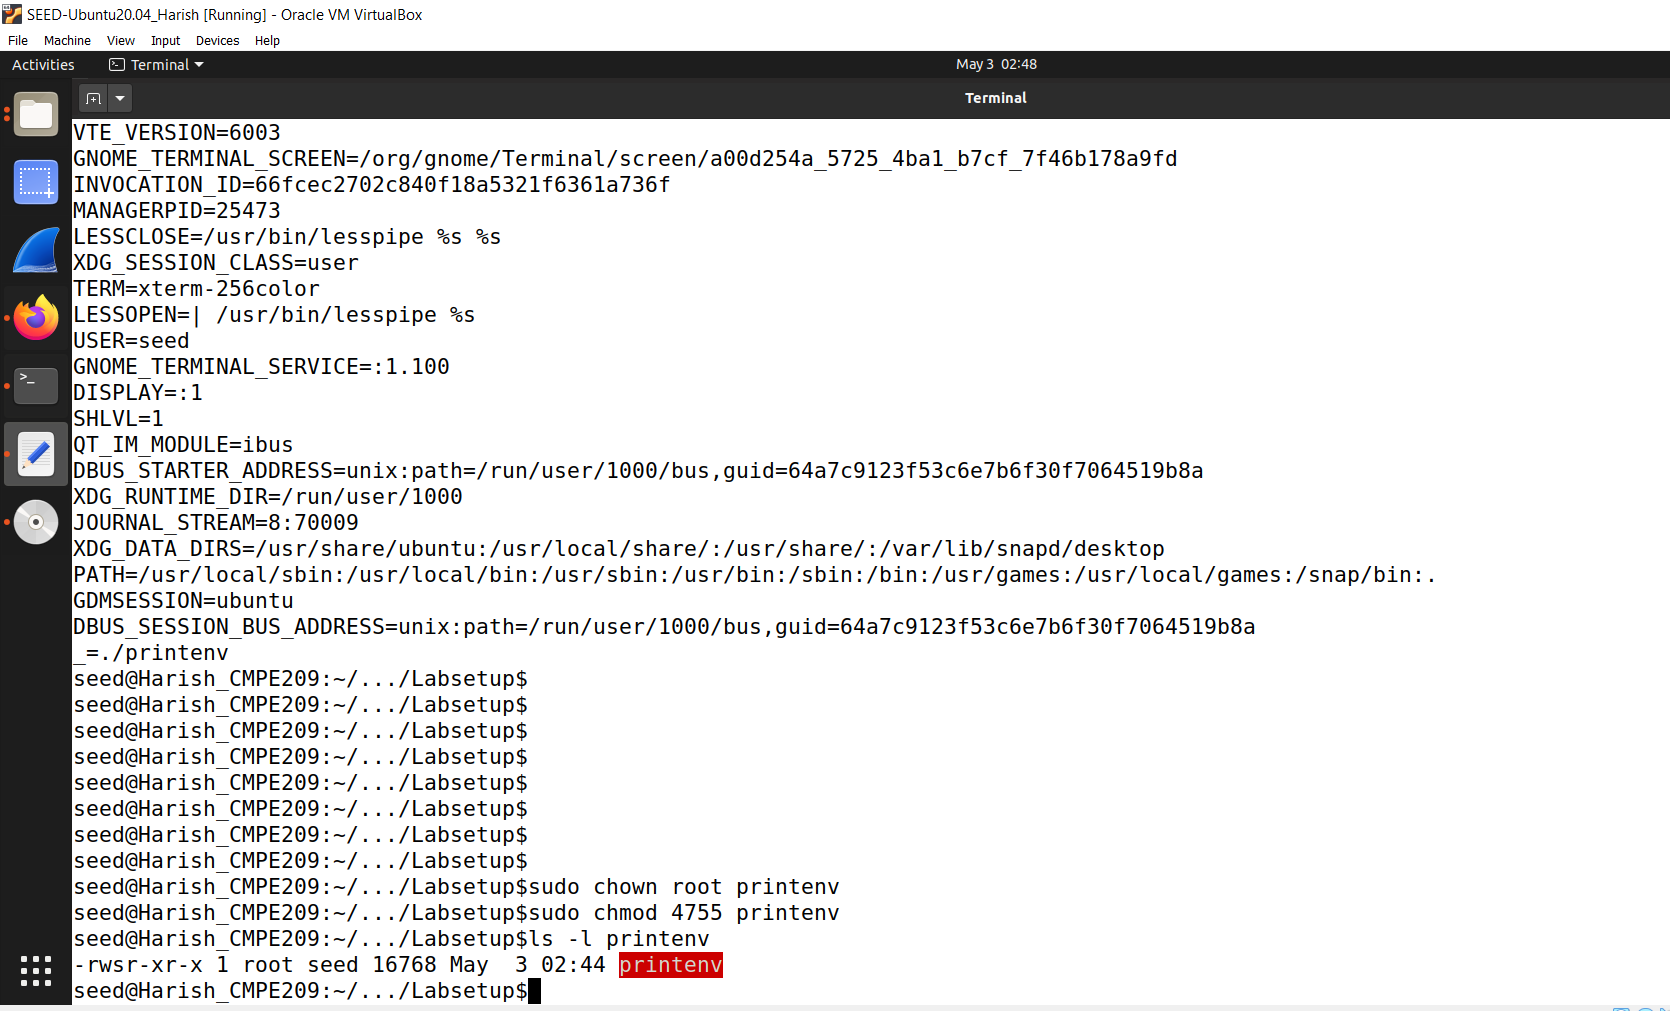 SEED-Ubuntu20.04_Harish [Running] - Oracle VM VirtualBox
File Machine View Input Devices Help
Activities Terminal May 3 02:48
Terminal
VTE_VERSION=6003
GNOME_TERMINAL_SCREEN=/org/gnome/Terminal/screen/a00d254a_5725_4ba1_b7cf_7f46b178a9fd
INVOCATION_ID=66fcec2702c840f18a5321f6361a736f
MANAGERPID=25473
LESSCLOSE=/usr/bin/lesspipe %s %s
XDG_SESSION_CLASS=user
TERM=xterm-256color
LESSOPEN=| /usr/bin/lesspipe %s
USER=seed
GNOME_TERMINAL_SERVICE=:1.100
DISPLAY=:1
SHLVL=1
QT_IM_MODULE=ibus
DBUS_STARTER_ADDRESS=unix:path=/run/user/1000/bus,guid=64a7c9123f53c6e7b6f30f7064519b8a
XDG_RUNTIME_DIR=/run/user/1000
JOURNAL_STREAM=8:70009
XDG_DATA_DIRS=/usr/share/ubuntu:/usr/local/share/:/usr/share/:/var/lib/snapd/desktop
PATH=/usr/local/sbin:/usr/local/bin:/usr/sbin:/usr/bin:/sbin:/bin:/usr/games:/usr/local/games:/snap/bin:.
GDMSESSION=ubuntu
DBUS_SESSION_BUS_ADDRESS=unix:path=/run/user/1000/bus,guid=64a7c9123f53c6e7b6f30f7064519b8a
_=./printenv
seed@Harish_CMPE209:~/.../Labsetup$
seed@Harish_CMPE209:~/.../Labsetup$
seed@Harish_CMPE209:~/.../Labsetup$
seed@Harish_CMPE209:~/.../Labsetup$
seed@Harish_CMPE209:~/.../Labsetup$
seed@Harish_CMPE209:~/.../Labsetup$
seed@Harish_CMPE209:~/.../Labsetup$
seed@Harish_CMPE209:~/.../Labsetup$
seed@Harish_CMPE209:~/.../Labsetup$sudo chown root printenv
seed@Harish_CMPE209:~/.../Labsetup$sudo chmod 4755 printenv
seed@Harish_CMPE209:~/.../Labsetup$ls -l printenv
-rwsr-xr-x 1 root seed 16768 May  3 02:44 printenv
seed@Harish_CMPE209:~/.../Labsetup$